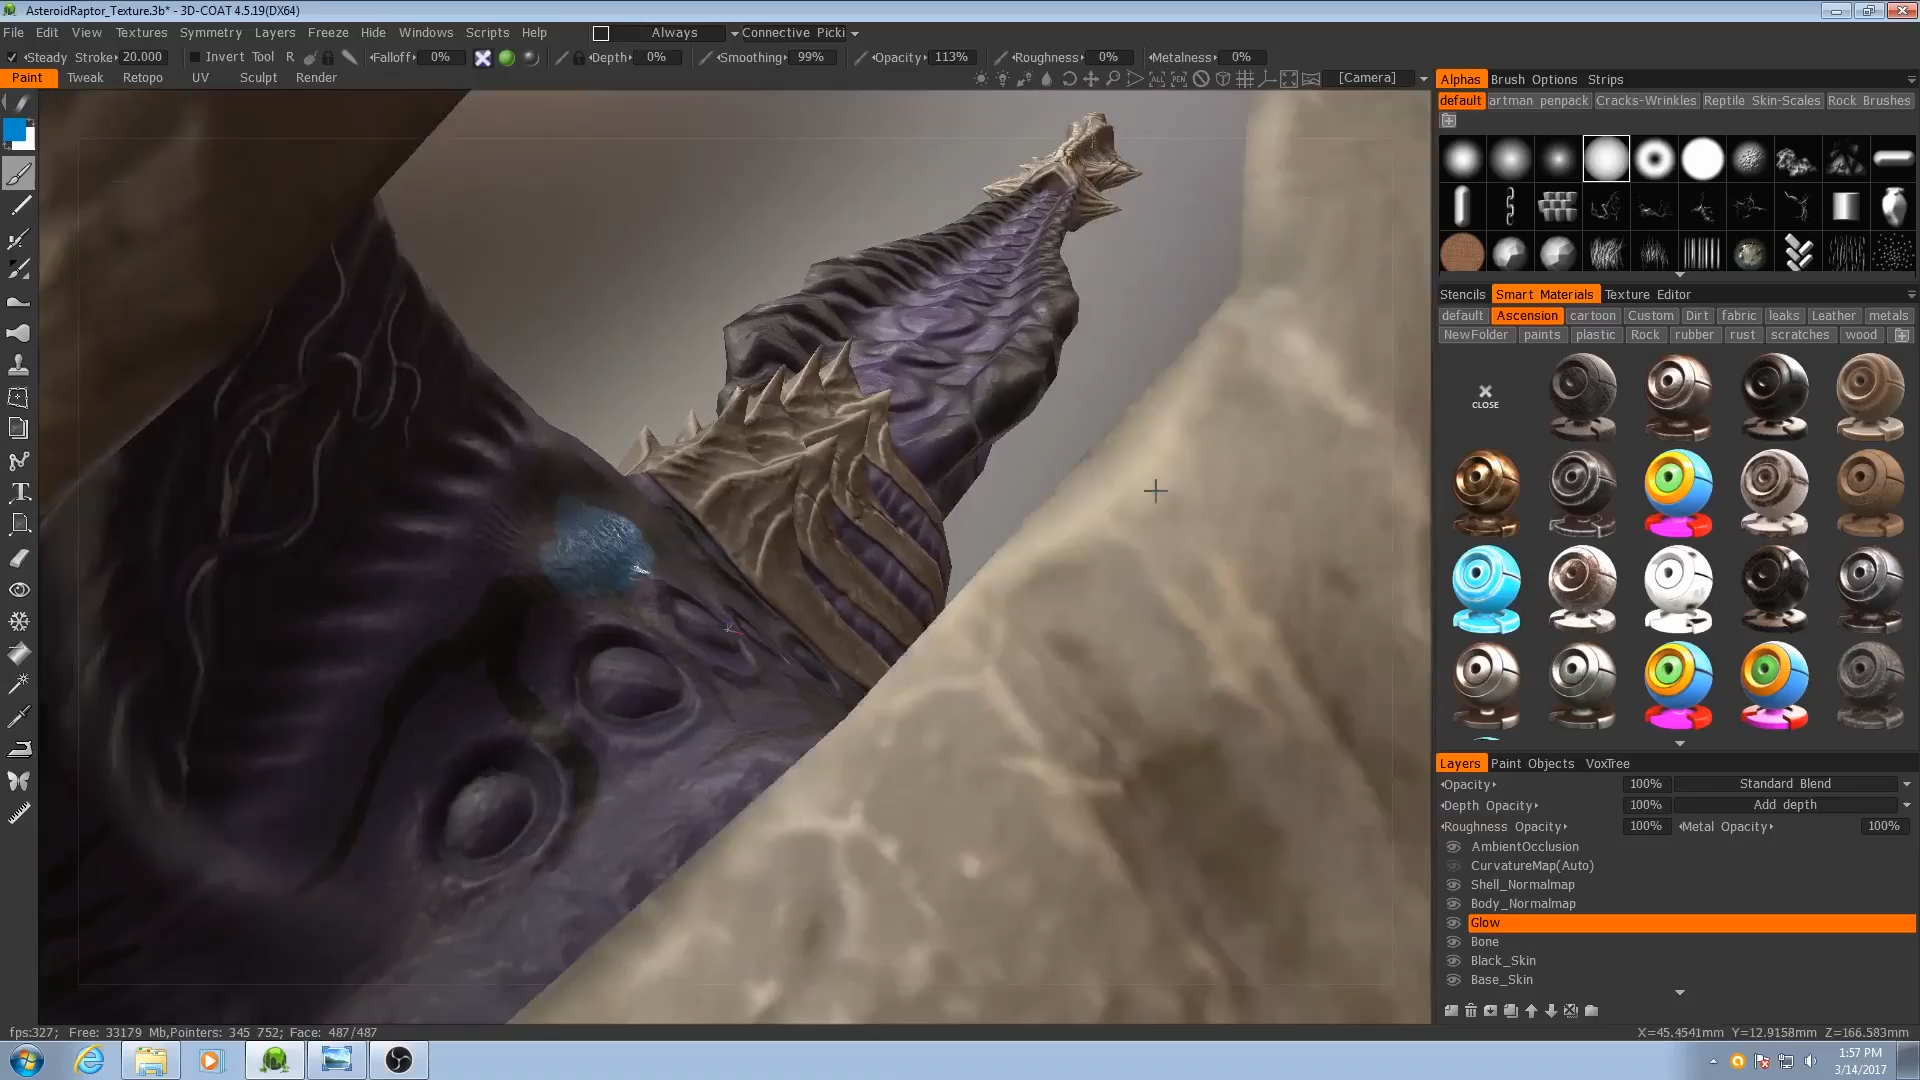 AsteroidRaptor_Texture.3b* - 3D-COAT 4.5.19(DX64)
File Edit View Textures Symmetry Layers Freeze Hide Windows Scripts Help Always Connective Picki
Steady Stroke 20.000 Invert Tool R Falloff 0% Depth 0% Smoothing 99% Opacity 113% Roughness 0% Metalness 0%
Paint Tweak Retopo UV Sculpt Render [Camera]
Alphas Brush Options Strips
default artman penpack Cracks-Wrinkles Reptile Skin-Scales Rock Brushes
Stencils Smart Materials Texture Editor
default Ascension cartoon Custom Dirt fabric leaks Leather metals
NewFolder paints plastic Rock rubber rust scratches wood
CLOSE
Layers Paint Objects VoxTree
Opacity 100% Standard Blend
Depth Opacity 100% Add depth
Roughness Opacity 100% Metal Opacity 100%
AmbientOcclusion
CurvatureMap(Auto)
Shell_Normalmap
Body_Normalmap
Glow
Bone
Black_Skin
Base_Skin
fps:327; Free: 33179 Mb,Pointers: 345 752; Face: 487/487 X=45.4541mm Y=12.9158mm Z=166.583mm
1:57 PM
3/14/2017